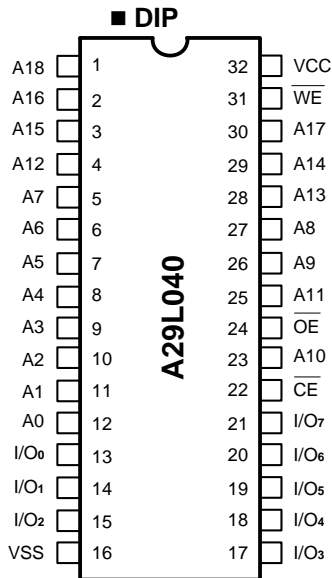 ■ DIP
A18 1 32 VCC
A16 2 31 W̅E̅
A15 3 30 A17
A12 4 29 A14
A7 5 28 A13
A6 6 27 A8
A5 7 26 A9
A4 8 25 A11
A3 9 24 O̅E̅
A2 10 23 A10
A1 11 22 C̅E̅
A0 12 21 I/O₇
I/O₀ 13 20 I/O₆
I/O₁ 14 19 I/O₅
I/O₂ 15 18 I/O₄
VSS 16 17 I/O₃
A29L040